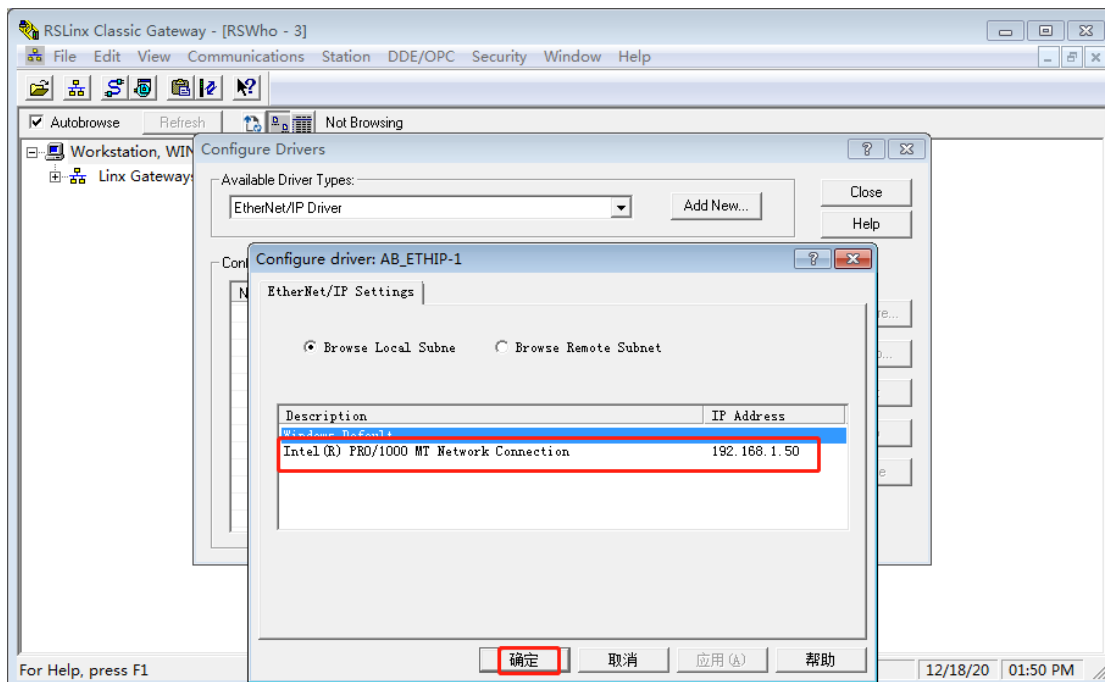 RSLinx Classic Gateway - [RSWho - 3]
File Edit View Communications Station DDE/OPC Security Window Help
Autobrowse Refresh Not Browsing
Workstation, WIN
Linx Gateways
Configure Drivers
Available Driver Types:
EtherNet/IP Driver
Add New...
Close
Help
Configure driver: AB_ETHIP-1
EtherNet/IP Settings
Browse Local Subne Browse Remote Subnet
Description IP Address
Windows Default
Intel(R) PRO/1000 MT Network Connection 192.168.1.50
确定 取消 应用(A) 帮助
For Help, press F1 12/18/20 01:50 PM